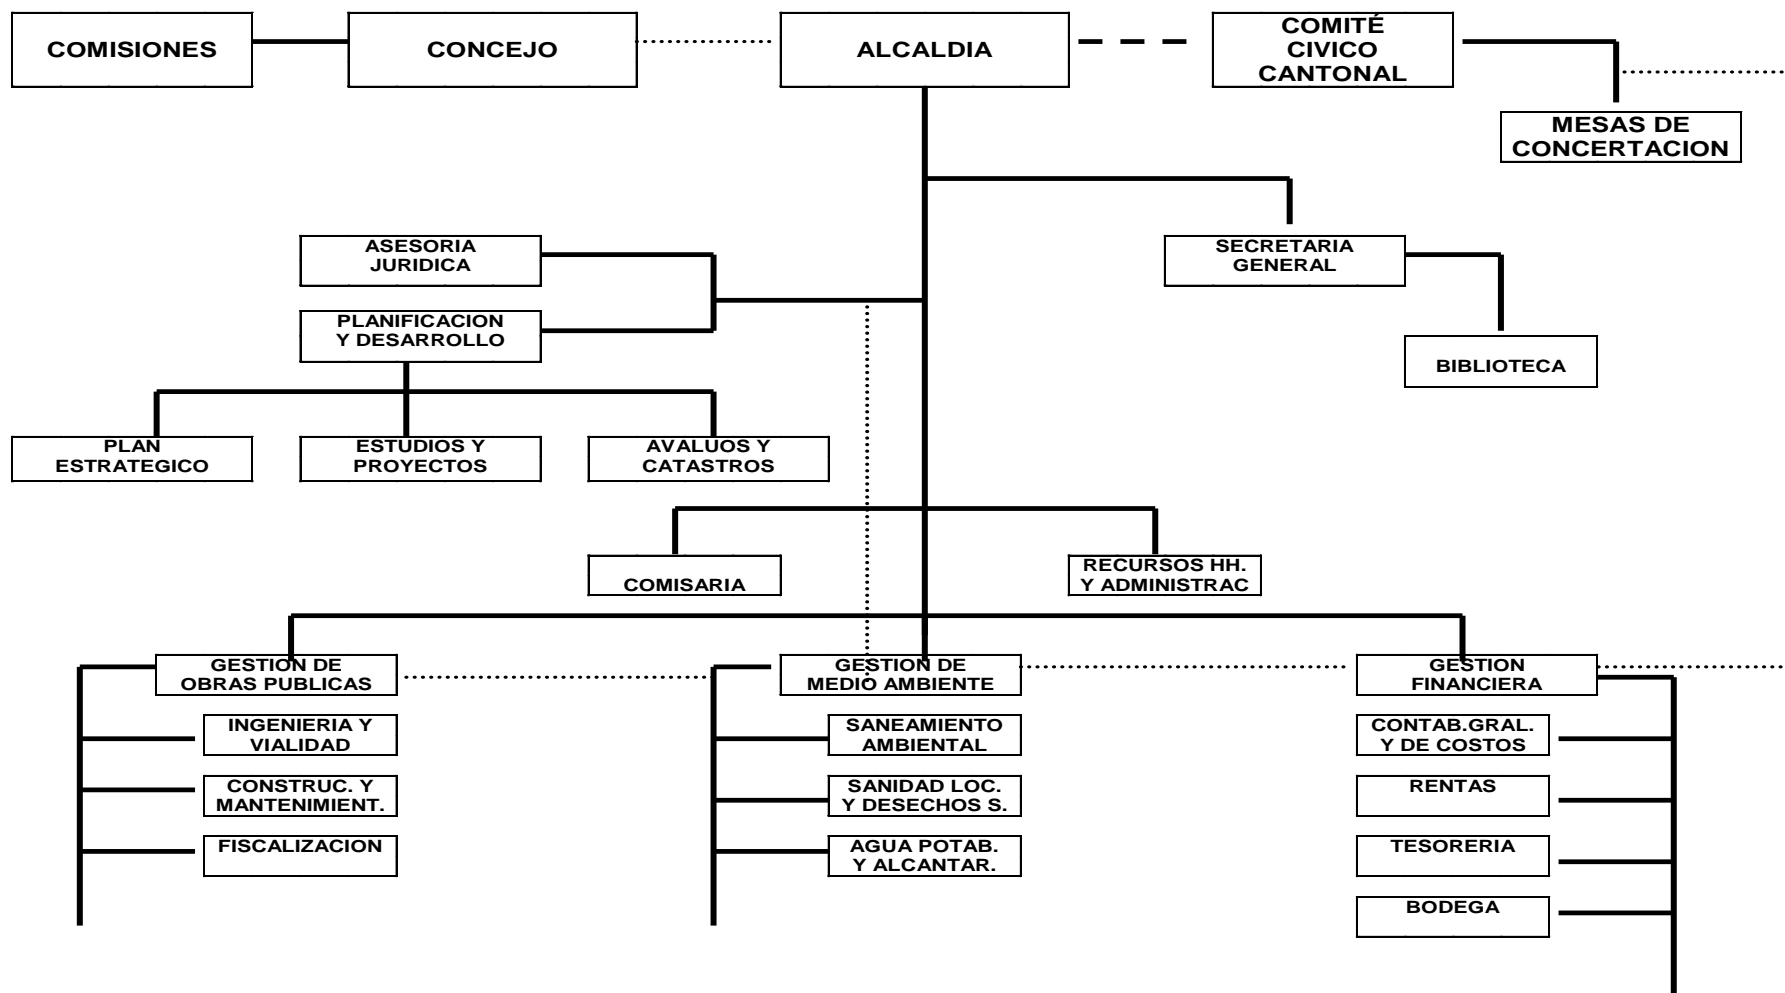 COMISIONES
CONCEJO
ALCALDIA
COMITÉ
CIVICO
CANTONAL
MESAS DE
CONCERTACION
ASESORIA
JURIDICA
SECRETARIA
GENERAL
PLANIFICACION
Y DESARROLLO
BIBLIOTECA
PLAN
ESTRATEGICO
ESTUDIOS Y
PROYECTOS
AVALUOS Y
CATASTROS
COMISARIA
RECURSOS HH.
Y ADMINISTRAC
GESTION DE
OBRAS PUBLICAS
GESTION DE
MEDIO AMBIENTE
GESTION
FINANCIERA
INGENIERIA Y
VIALIDAD
SANEAMIENTO
AMBIENTAL
CONTAB.GRAL.
Y DE COSTOS
CONSTRUC. Y
MANTENIMIENT.
SANIDAD LOC.
Y DESECHOS S.
RENTAS
FISCALIZACION
AGUA POTAB.
Y ALCANTAR.
TESORERIA
BODEGA